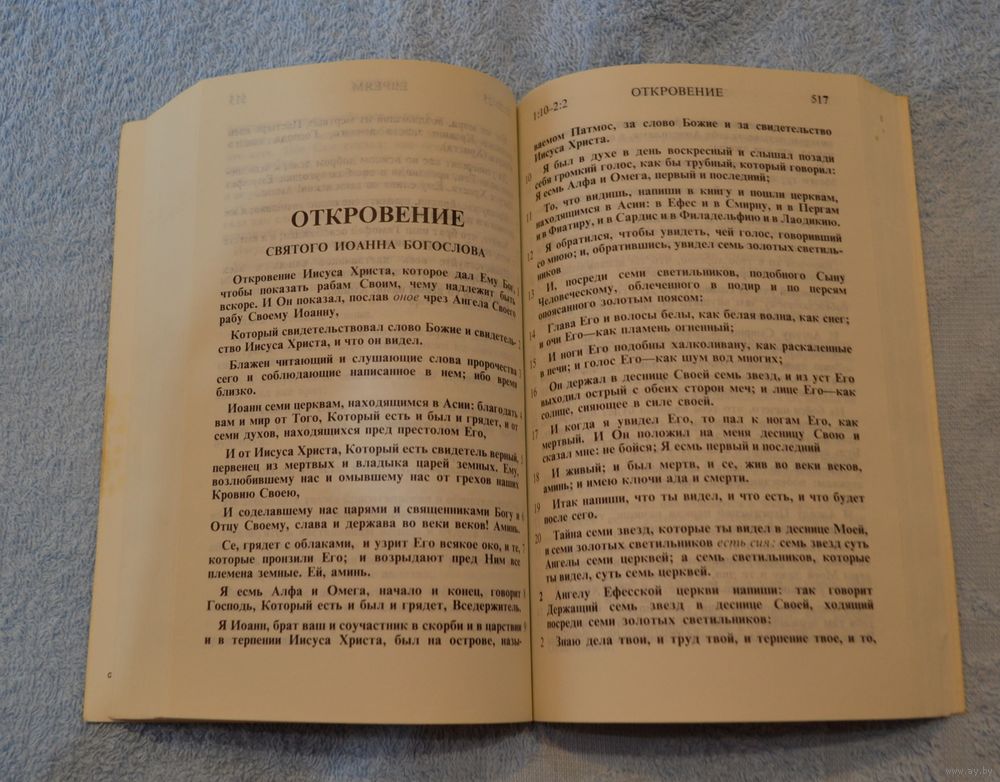 ОТКРОВЕНИЕ
СВЯТОГО ИОАННА БОГОСЛОВА
Откровение Иисуса Христа, которое дал Ему Бог, 1
чтобы показать рабам Своим, чему надлежит быть
вскоре. И Он показал, послав оное чрез Ангела Своего
рабу Своему Иоанну,
Который свидетельствовал слово Божие и свидетель- 2
ство Иисуса Христа, и что он видел.
Блажен читающий и слушающие слова пророчества 3
сего и соблюдающие написанное в нем; ибо время
близко.
Иоанн семи церквам, находящимся в Асии: благодать 4
вам и мир от Того, Который есть и был и грядет, и от
семи духов, находящихся пред престолом Его,
И от Иисуса Христа, Который есть свидетель верный, 5
первенец из мертвых и владыка царей земных. Ему,
возлюбившему нас и омывшему нас от грехов наших
Кровию Своею,
И соделавшему нас царями и священниками Богу и 6
Отцу Своему, слава и держава во веки веков! Аминь.
Се, грядет с облаками, и узрит Его всякое око, и те, 7
которые пронзили Его; и возрыдают пред Ним все
племена земные. Ей, аминь.
Я есмь Алфа и Омега, начало и конец, говорит 8
Господь, Который есть и был и грядет, Вседержитель.
Я Иоанн, брат ваш и соучастник в скорби и в царствии 9
и в терпении Иисуса Христа, был на острове, назы-
1:10–2:2 ОТКРОВЕНИЕ 517
ваемом Патмос, за слово Божие и за свидетельство
Иисуса Христа.
10 Я был в духе в день воскресный и слышал позади
себя громкий голос, как бы трубный, который говорил:
Я есмь Алфа и Омега, первый и последний;
11 То, что видишь, напиши в книгу и пошли церквам,
находящимся в Асии: в Ефес и в Смирну, и в Пергам
и в Фиатиру, и в Сардис и в Филадельфию и в Лаодикию.
12 Я обратился, чтобы увидеть, чей голос, говоривший
со мною; и, обратившись, увидел семь золотых светиль-
ников
13 И, посреди семи светильников, подобного Сыну
Человеческому, облеченного в подир и по персям
опоясанного золотым поясом:
14 Глава Его и волосы белы, как белая волна, как снег;
и очи Его—как пламень огненный;
15 И ноги Его подобны халколивану, как раскаленные
в печи; и голос Его—как шум вод многих;
16 Он держал в деснице Своей семь звезд, и из уст Его
выходил острый с обеих сторон меч; и лице Его—как
солнце, сияющее в силе своей.
17 И когда я увидел Его, то пал к ногам Его, как
мертвый. И Он положил на меня десницу Свою и
сказал мне: не бойся; Я есмь первый и последний
18 И живый; и был мертв, и се, жив во веки веков,
аминь; и имею ключи ада и смерти.
19 Итак напиши, что ты видел, и что есть, и что будет
после сего.
20 Тайна семи звезд, которые ты видел в деснице Моей,
и семи золотых светильников есть сия: семь звезд суть
Ангелы семи церквей; а семь светильников, которые
ты видел, суть семь церквей.
2 Ангелу Ефесской церкви напиши: так говорит
Держащий семь звезд в деснице Своей, ходящий
посреди семи золотых светильников:
2 Знаю дела твои, и труд твой, и терпение твое, и то,
www.ay.by